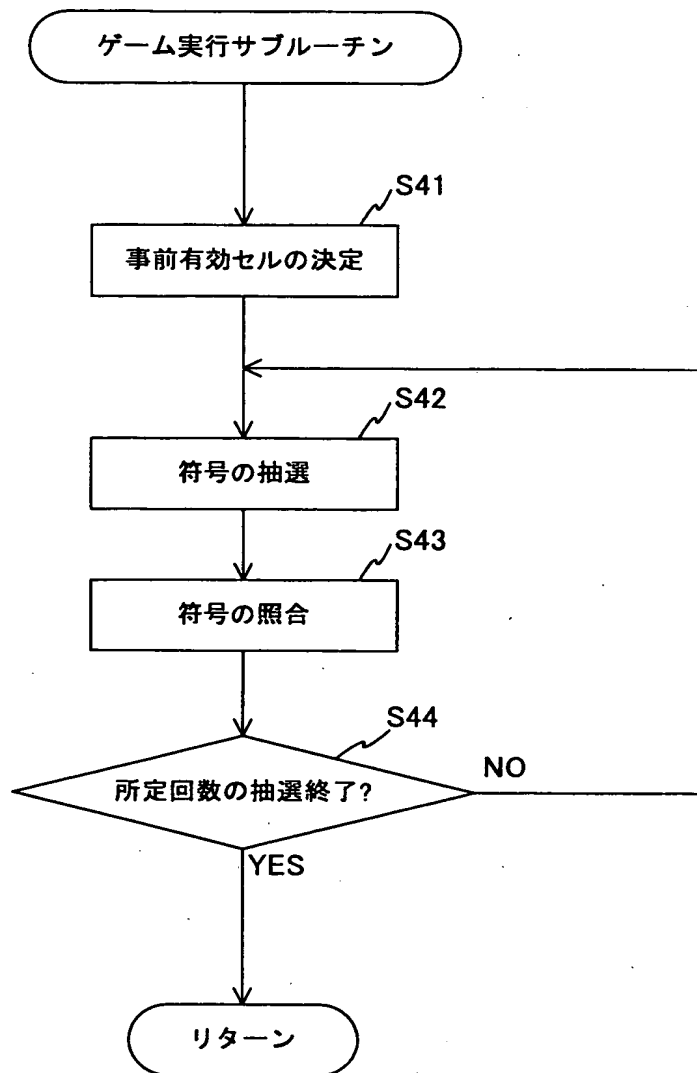 ゲーム実行サブルーチン
S41
事前有効セルの決定
S42
符号の抽選
S43
符号の照合
S44
所定回数の抽選終了?
NO
YES
リターン